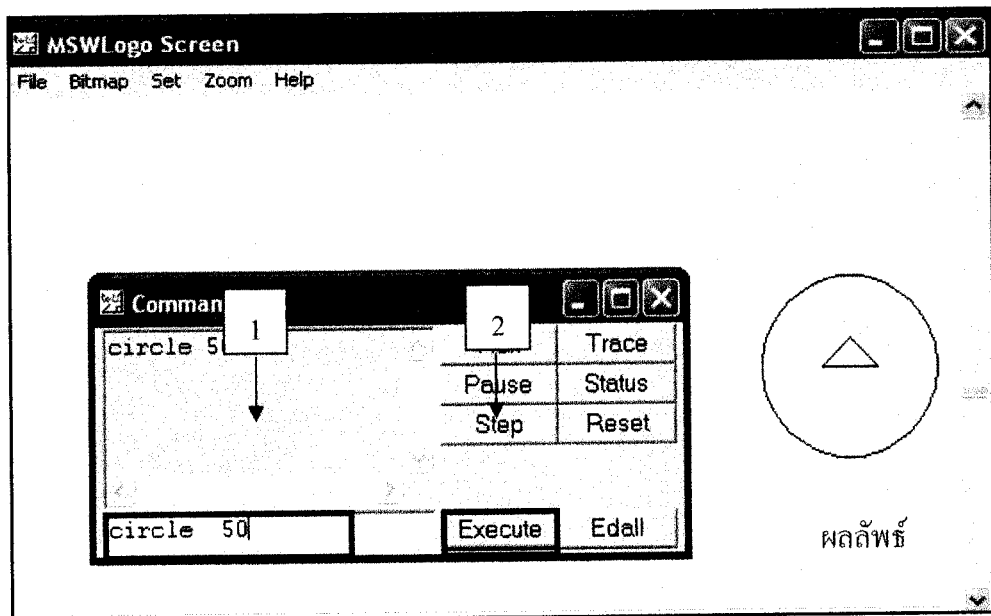 MSWLogo Screen
File Bitmap Set Zoom Help
Comman
1
2
circle 5
Trace
Pause Status
Step Reset
circle 50
Execute Edall
ผลลัพธ์